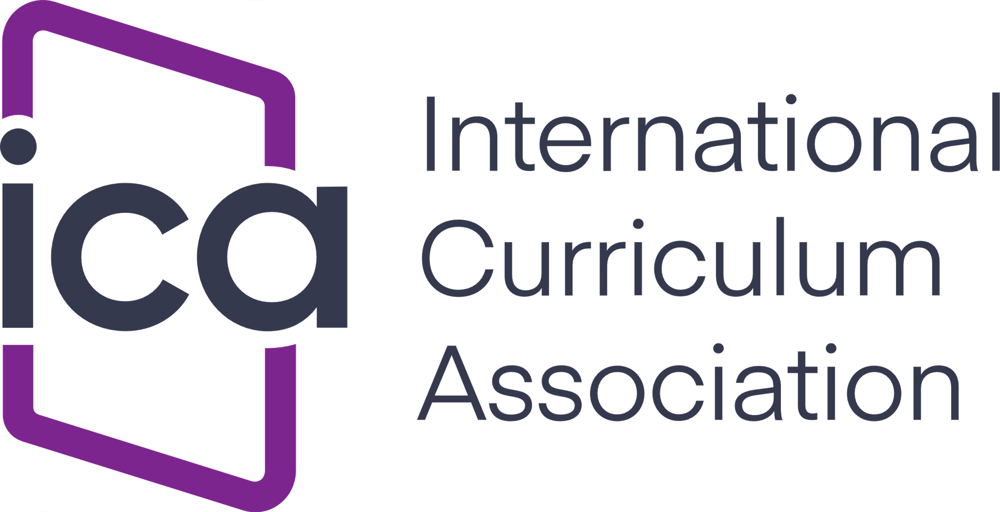 ica
International
Curriculum
Association